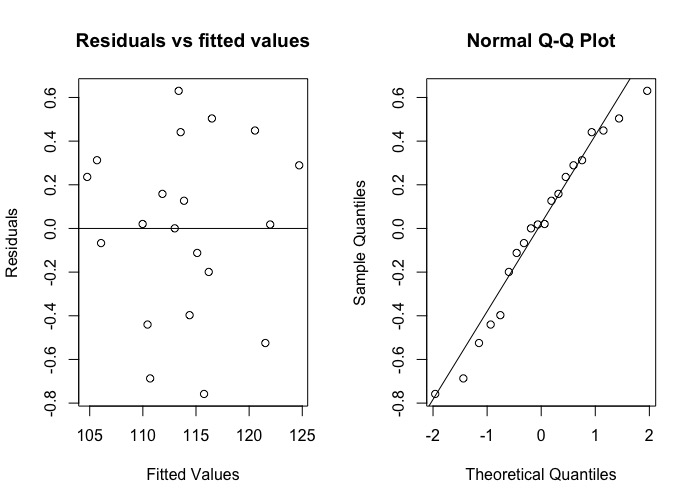 Residuals vs fitted values
Residuals
-0.8 -0.6 -0.4 -0.2 0.0 0.2 0.4 0.6
105 110 115 120 125
Fitted Values
Normal Q-Q Plot
Sample Quantiles
-0.8 -0.6 -0.4 -0.2 0.0 0.2 0.4 0.6
-2 -1 0 1 2
Theoretical Quantiles